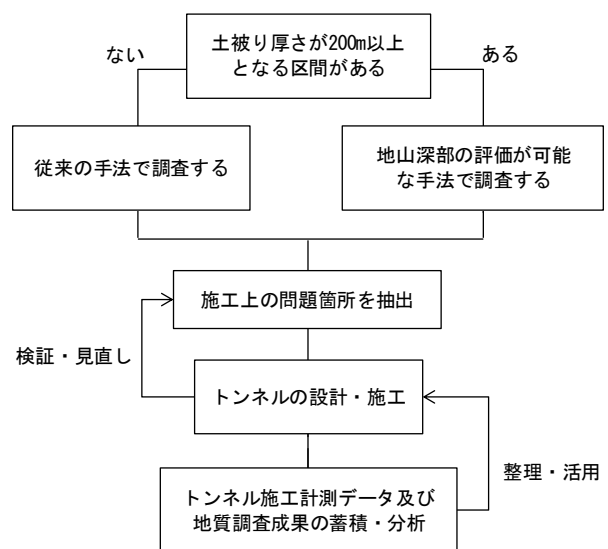 土被り厚さが200m以上
となる区間がある
ない
ある
従来の手法で調査する
地山深部の評価が可能
な手法で調査する
施工上の問題箇所を抽出
検証・見直し
トンネルの設計・施工
整理・活用
トンネル施工計測データ及び
地質調査成果の蓄積・分析